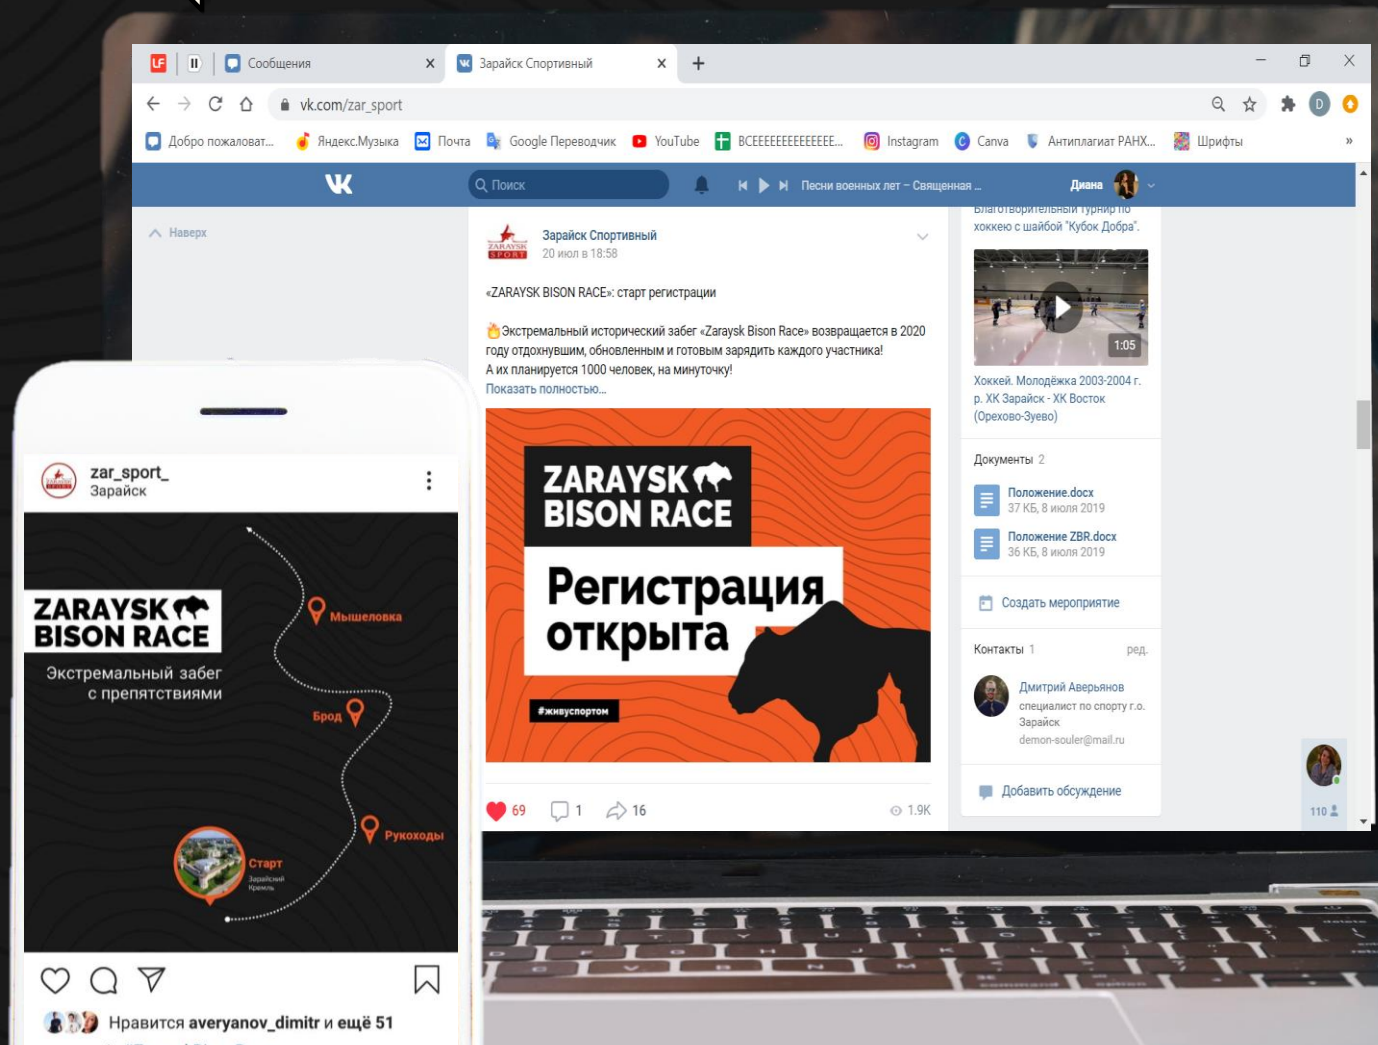 Сообщения
Зарайск Спортивный
vk.com/zar_sport
D
Добро пожаловат...
Яндекс.Музыка
Почта
Google Переводчик
YouTube
ВСЕЕЕЕЕЕЕЕЕЕЕЕЕ...
Instagram
Canva
Антиплагиат РАНХ...
Шрифты
»
Поиск
Песни военных лет – Священная ...
Диана
Наверх
ZARAYSK
SPORT
Зарайск Спортивный
20 июл в 18:58
«ZARAYSK BISON RACE»: старт регистрации
Экстремальный исторический забег «Zaraysk Bison Race» возвращается в 2020
году отдохнувшим, обновленным и готовым зарядить каждого участника!
А их планируется 1000 человек, на минуточку!
Показать полностью...
ZARAYSK
BISON RACE
Регистрация
открыта
#живуспортом
69
1
16
1.9K
Благотворительный турнир по
хоккею с шайбой "Кубок Добра".
1:05
Хоккей. Молодёжка 2003-2004 г.
р. ХК Зарайск - ХК Восток
(Орехово-Зуево)
Документы 2
Положение.docx
37 КБ, 8 июля 2019
Положение ZBR.docx
36 КБ, 8 июля 2019
Создать мероприятие
Контакты 1
ред.
Дмитрий Аверьянов
специалист по спорту г.о.
Зарайск
demon-souler@mail.ru
Добавить обсуждение
110
zar_sport_
Зарайск
ZARAYSK
BISON RACE
Экстремальный забег
с препятствиями
Мышеловка
Брод
Рукоходы
Старт
Зарайский
Кремль
Нравится averyanov_dimitr и ещё 51